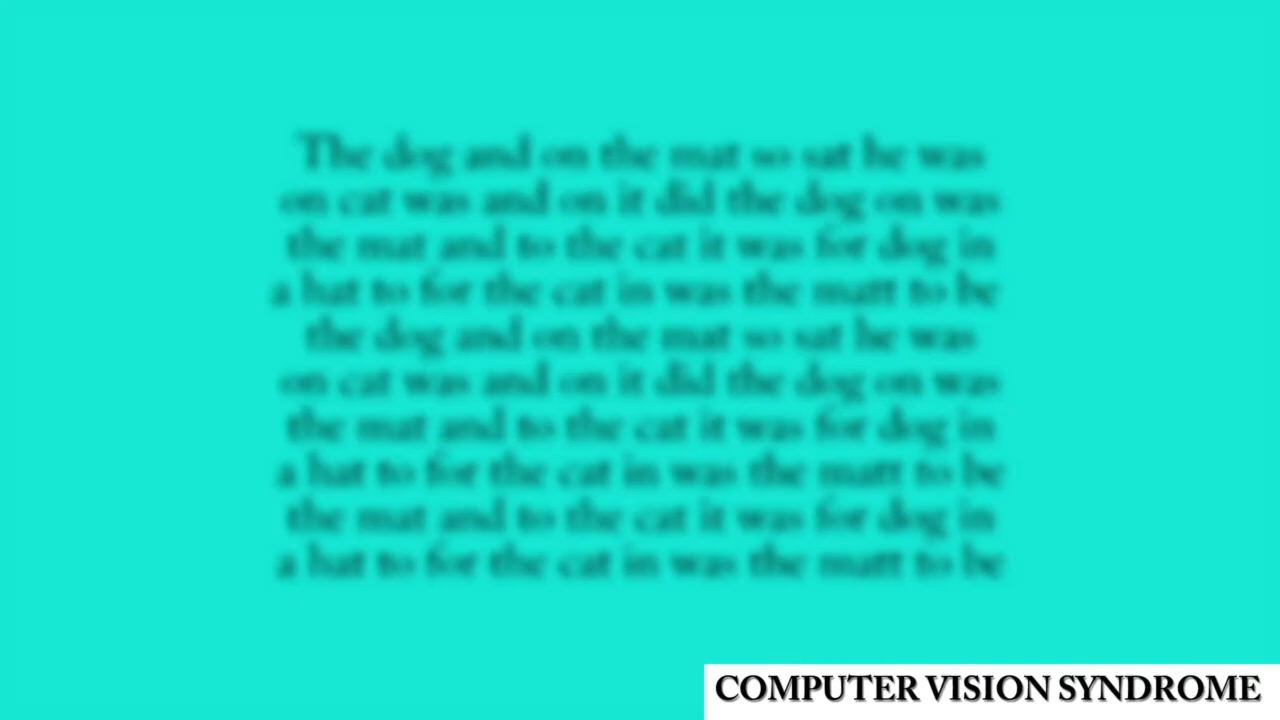 The dog and on the mat so sat he was
on cat was and on it did the dog on was
the mat and to the cat it was for dog in
a hat to for the cat in was the matt to be
the dog and on the mat so sat he was
on cat was and on it did the dog on was
the mat and to the cat it was for dog in
a hat to for the cat in was the matt to be
the mat and to the cat it was for dog in
a hat to for the cat in was the matt to be
COMPUTER VISION SYNDROME